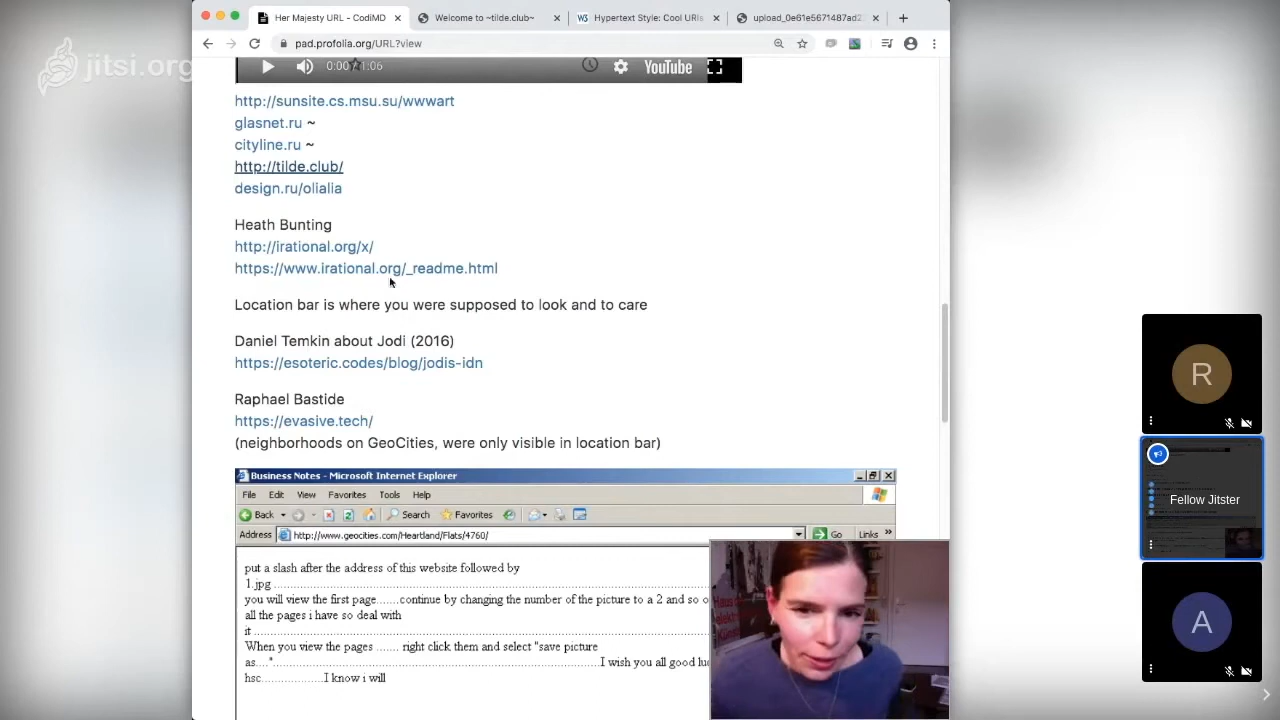 Her Majesty URL - CodiMD
Welcome to ~tilde.club~
Hypertext Style: Cool URIs
upload_0e61e5671487ad2
pad.profolia.org/URL?view
jitsi.org
0:00 / 1:06
YouTube
http://sunsite.cs.msu.su/wwwart
glasnet.ru ~
cityline.ru ~
http://tilde.club/
design.ru/olialia
Heath Bunting
http://irational.org/x/
https://www.irational.org/_readme.html
Location bar is where you were supposed to look and to care
Daniel Temkin about Jodi (2016)
https://esoteric.codes/blog/jodis-idn
Raphael Bastide
https://evasive.tech/
(neighborhoods on GeoCities, were only visible in location bar)
Business Notes - Microsoft Internet Explorer
File Edit View Favorites Tools Help
Back Search Favorites
Address http://www.geocities.com/Heartland/Flats/4760/ Go Links »
put a slash after the address of this website followed by
1.jpg
you will view the first page.......continue by changing the number of the picture to a 2 and so o
all the pages i have so deal with
it
When you view the pages ....... right click them and select "save picture
as...." I wish you all good lu
hsc..................I know i will
R
Fellow Jitster
A